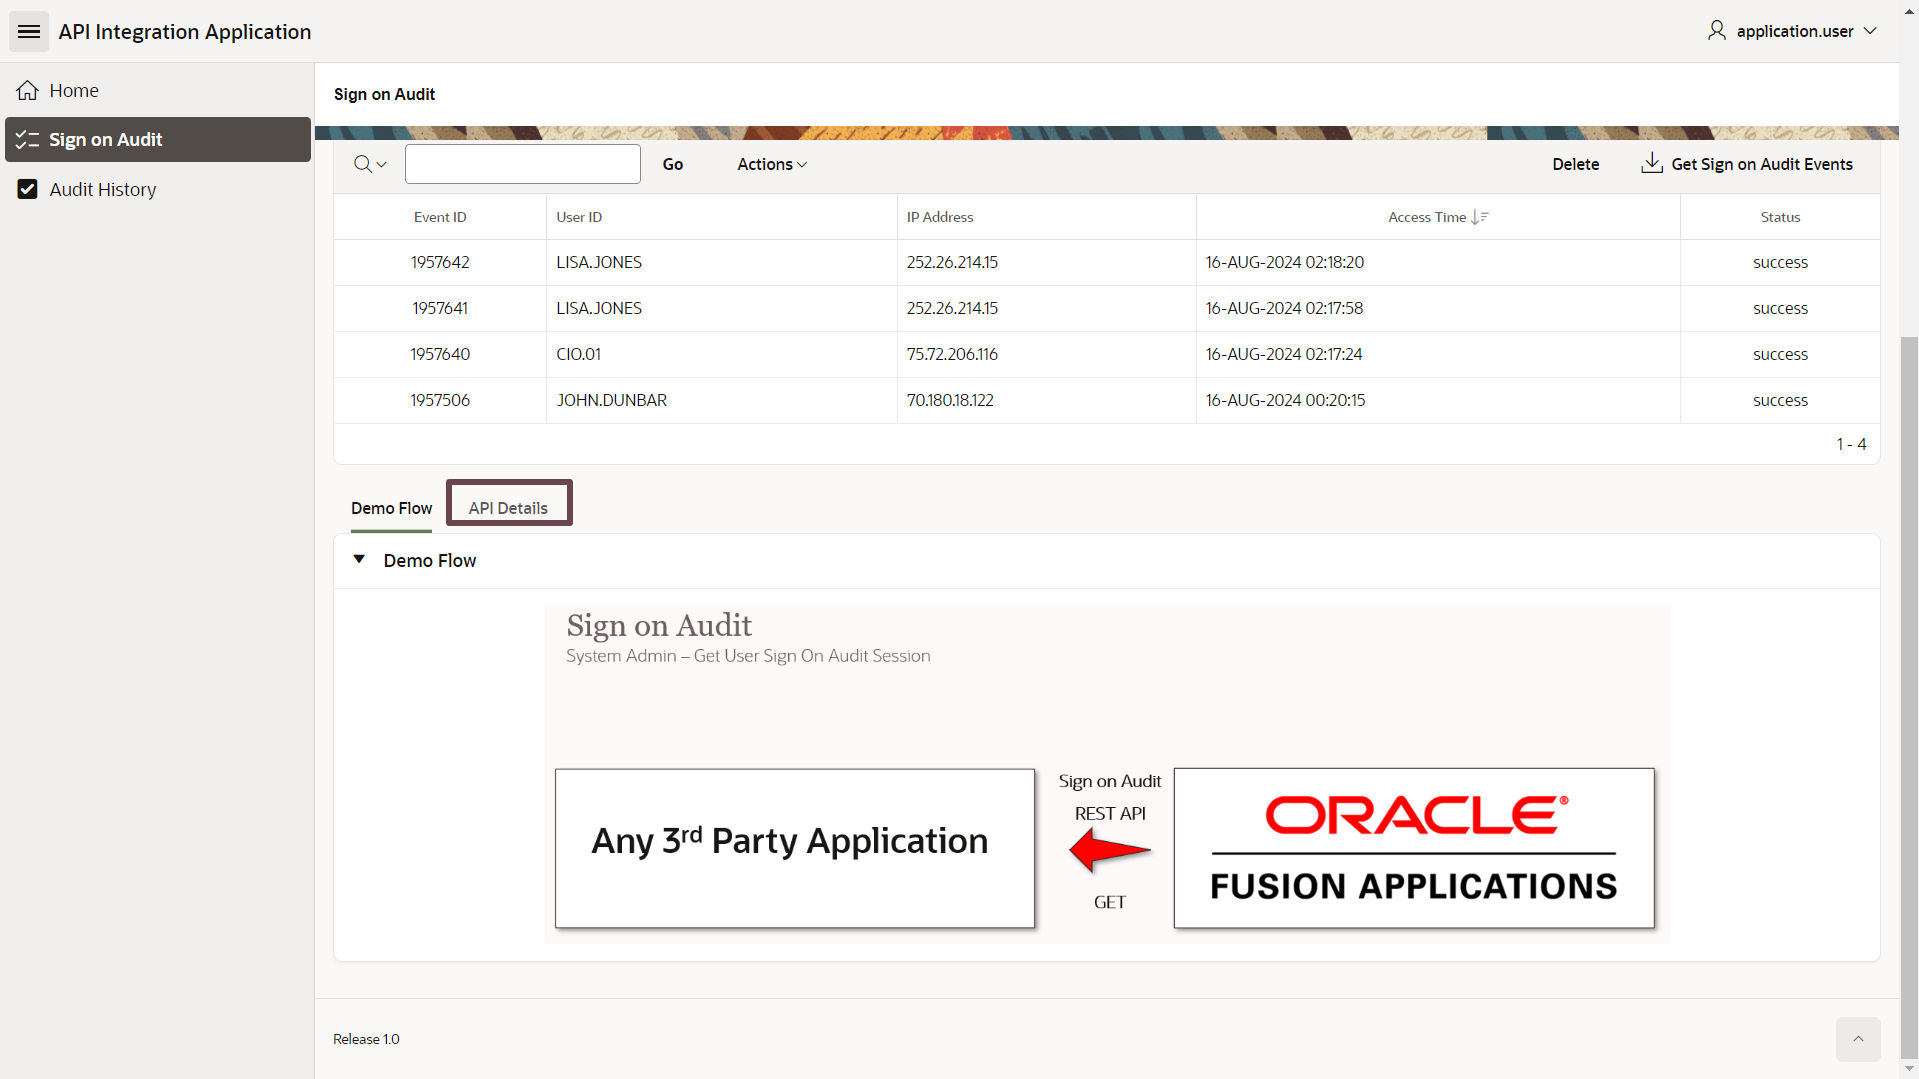 API Integration Application
application.user
Home
Sign on Audit
Audit History
Sign on Audit
Go
Actions
Delete
Get Sign on Audit Events
Event ID User ID IP Address Access Time Status
1957642 LISA.JONES 252.26.214.15 16-AUG-2024 02:18:20 success
1957641 LISA.JONES 252.26.214.15 16-AUG-2024 02:17:58 success
1957640 CIO.01 75.72.206.116 16-AUG-2024 02:17:24 success
1957506 JOHN.DUNBAR 70.180.18.122 16-AUG-2024 00:20:15 success
1 - 4
Demo Flow API Details
Demo Flow
Sign on Audit
System Admin – Get User Sign On Audit Session
Any 3rd Party Application
Sign on Audit
REST API
GET
ORACLE®
FUSION APPLICATIONS
Release 1.0